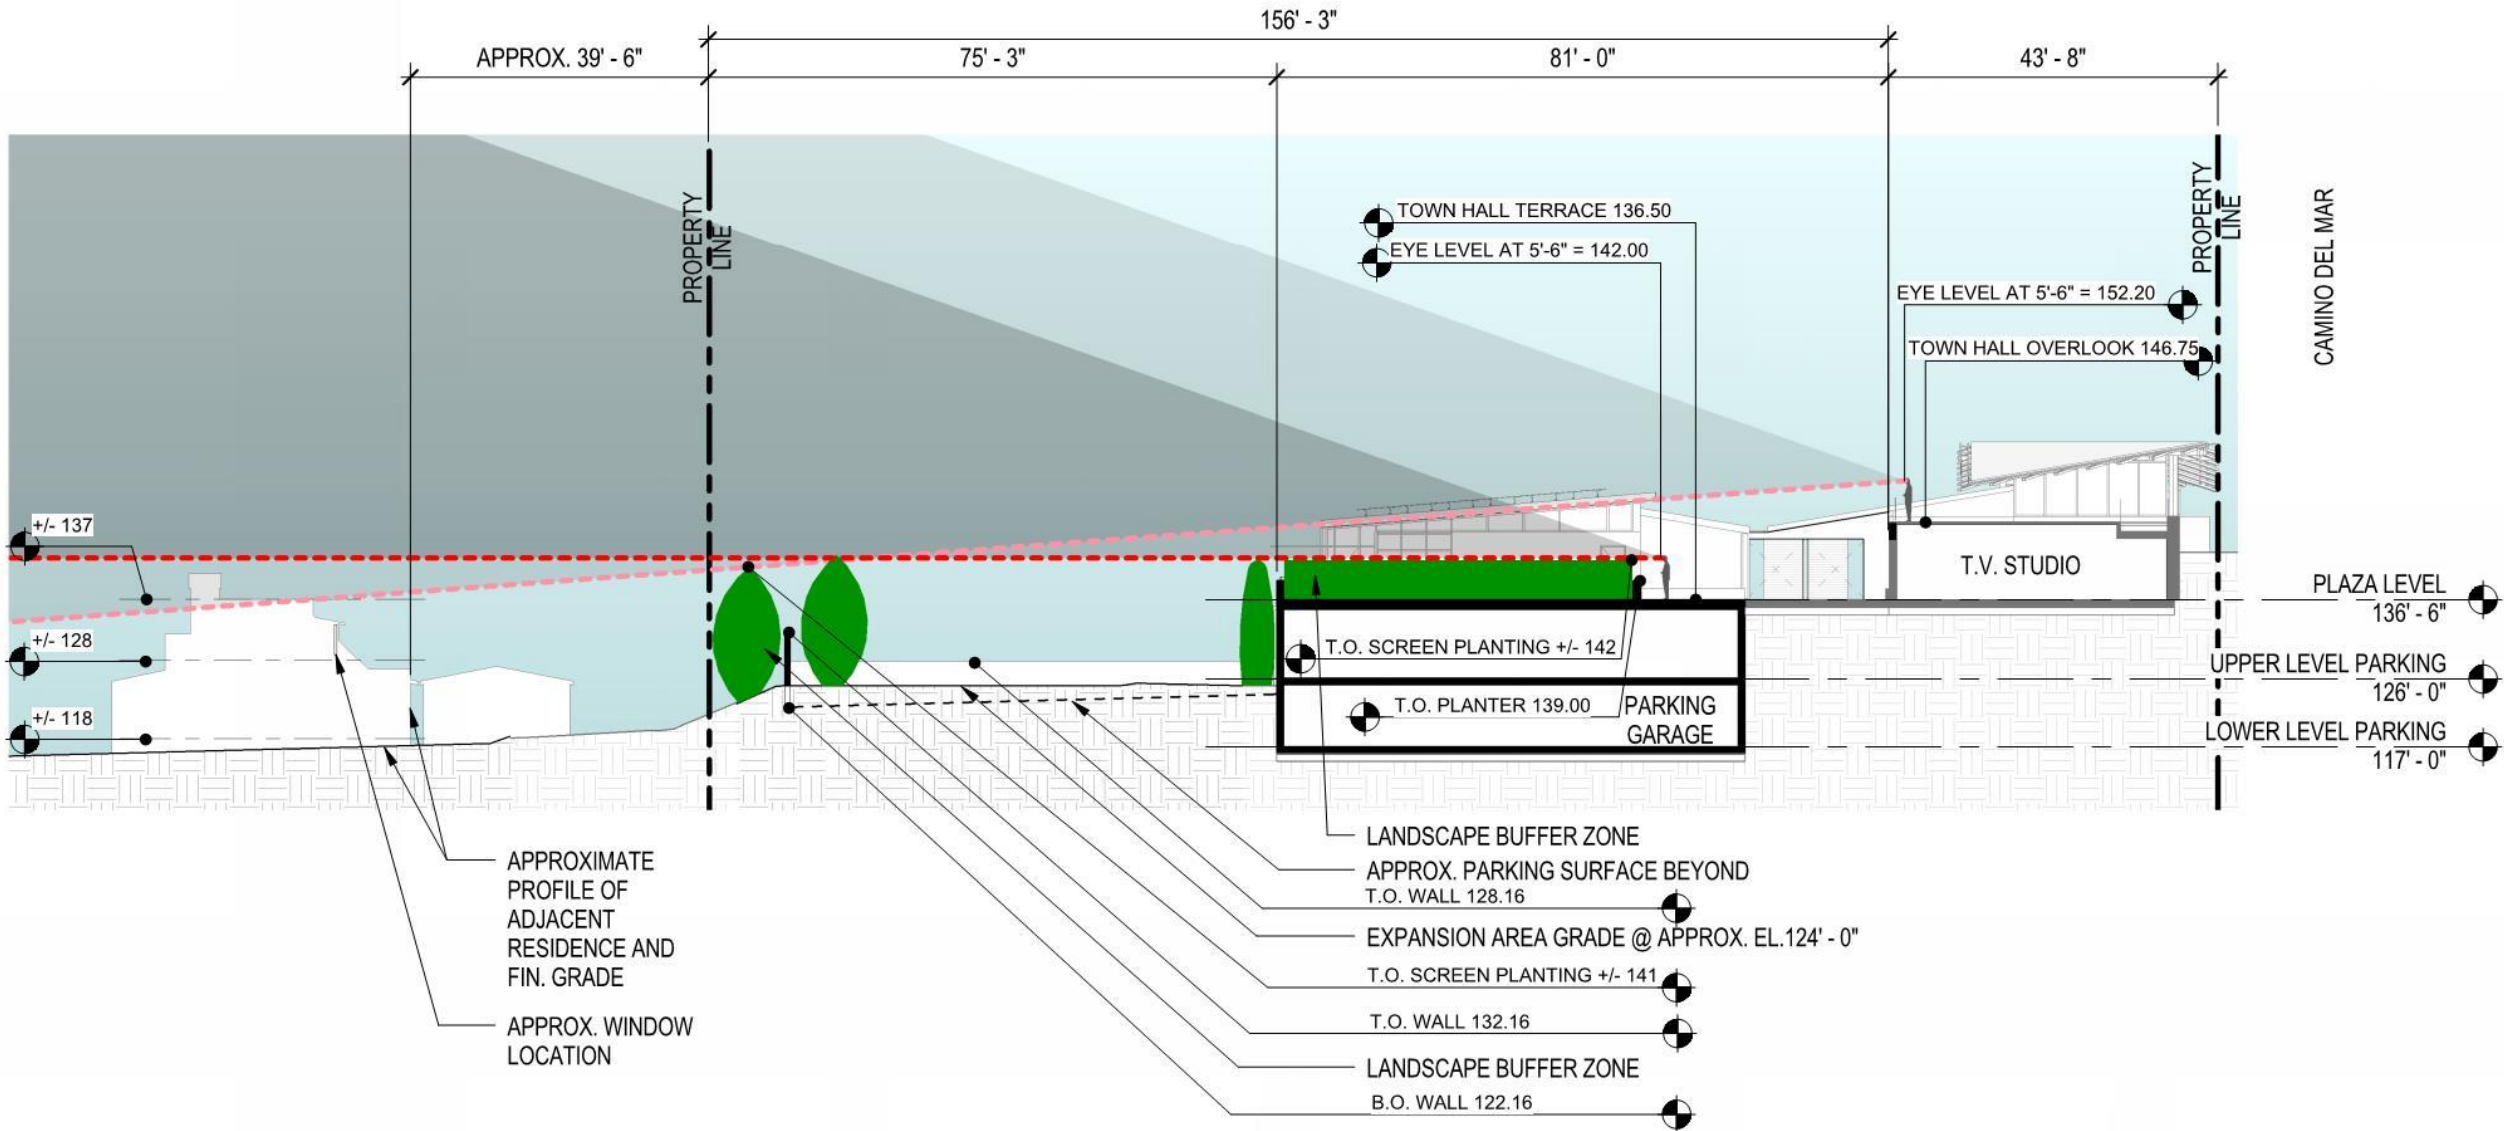 156' - 3"
APPROX. 39' - 6"
75' - 3"
81' - 0"
43' - 8"
PROPERTY
LINE
TOWN HALL TERRACE 136.50
EYE LEVEL AT 5'-6" = 142.00
EYE LEVEL AT 5'-6" = 152.20
TOWN HALL OVERLOOK 146.75
PROPERTY
LINE
CAMINO DEL MAR
+/- 137
+/- 128
+/- 118
T.V. STUDIO
PLAZA LEVEL
136' - 6"
UPPER LEVEL PARKING
126' - 0"
LOWER LEVEL PARKING
117' - 0"
T.O. SCREEN PLANTING +/- 142
T.O. PLANTER 139.00
PARKING
GARAGE
APPROXIMATE
PROFILE OF
ADJACENT
RESIDENCE AND
FIN. GRADE
APPROX. WINDOW
LOCATION
LANDSCAPE BUFFER ZONE
APPROX. PARKING SURFACE BEYOND
T.O. WALL 128.16
EXPANSION AREA GRADE @ APPROX. EL.124' - 0"
T.O. SCREEN PLANTING +/- 141
T.O. WALL 132.16
LANDSCAPE BUFFER ZONE
B.O. WALL 122.16